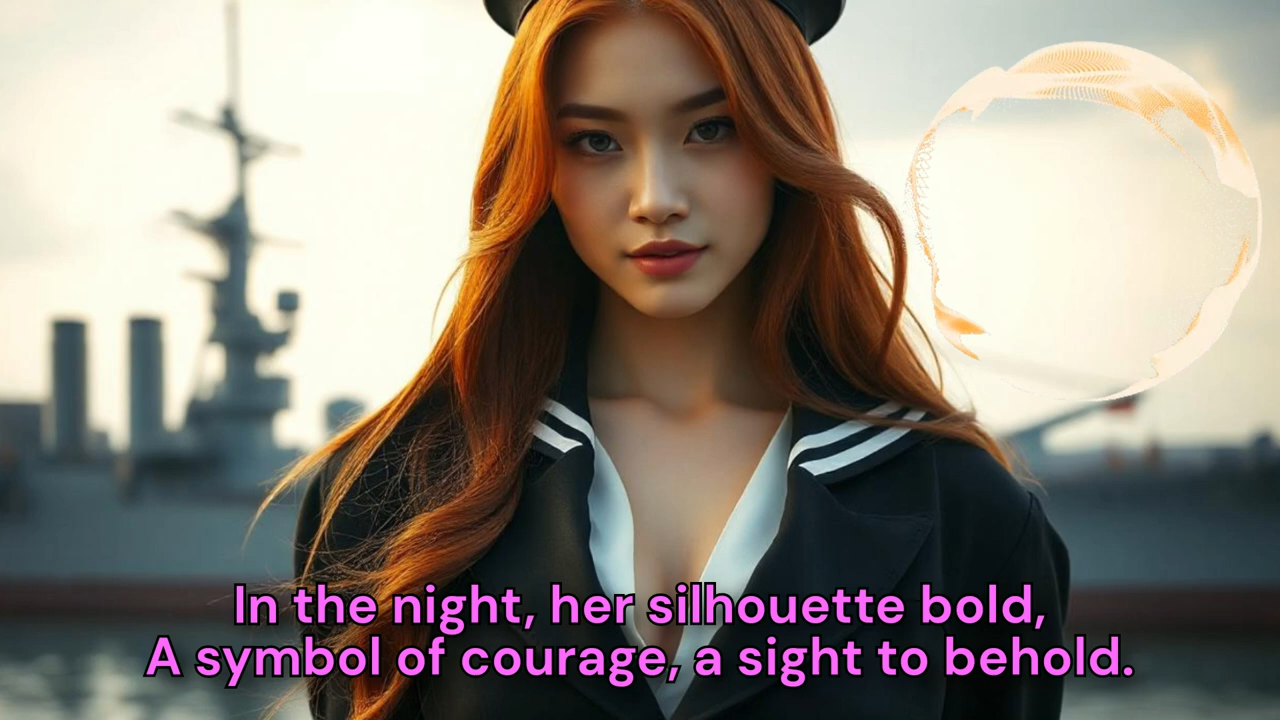 In the night, her silhouette bold,
A symbol of courage, a sight to behold.